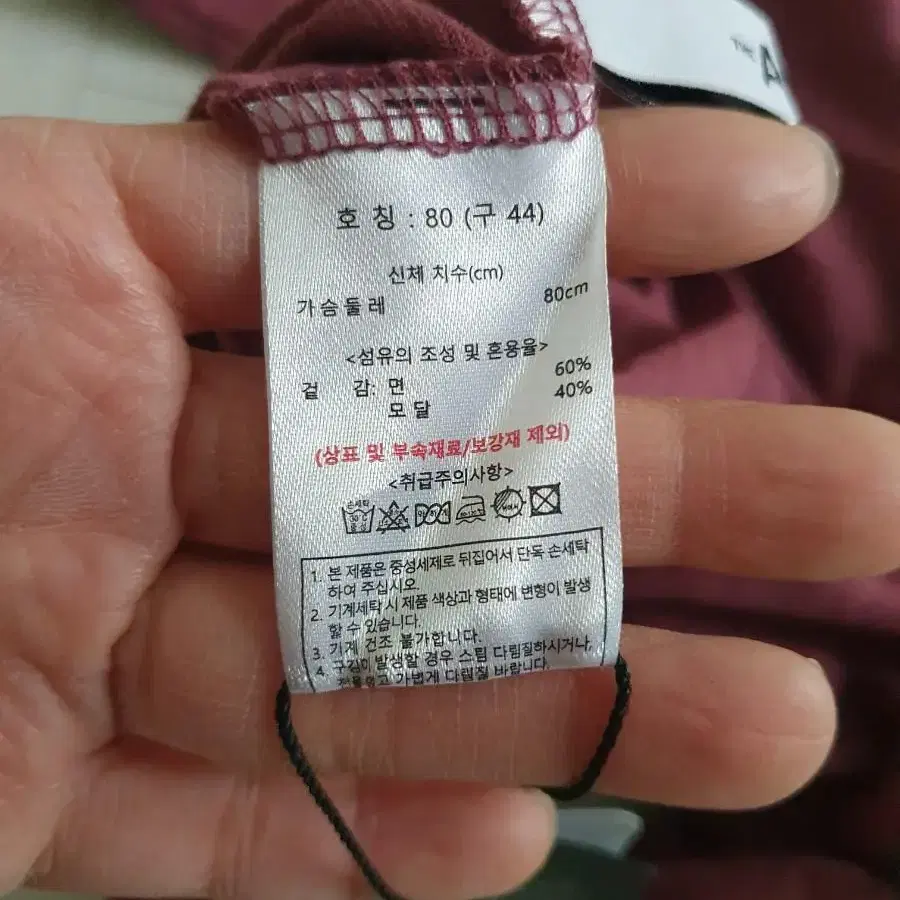 THE A
호 칭 : 80 (구 44)
신체 치수(cm)
가슴둘레 80cm
<섬유의 조성 및 혼용율>
겉 감: 면 60%
모달 40%
(상표 및 부속재료/보강재 제외)
<취급주의사항>
손세탁
1. 본 제품은 중성세제로 뒤집어서 단독 손세탁
하여 주십시오.
2. 기계세탁 시 제품 색상과 형태에 변형이 발생
할 수 있습니다.
3. 기계 건조 불가합니다.
4. 구김이 발생할 경우 스팀 다림질하시거나,
가볍게 다림질 바랍니다.